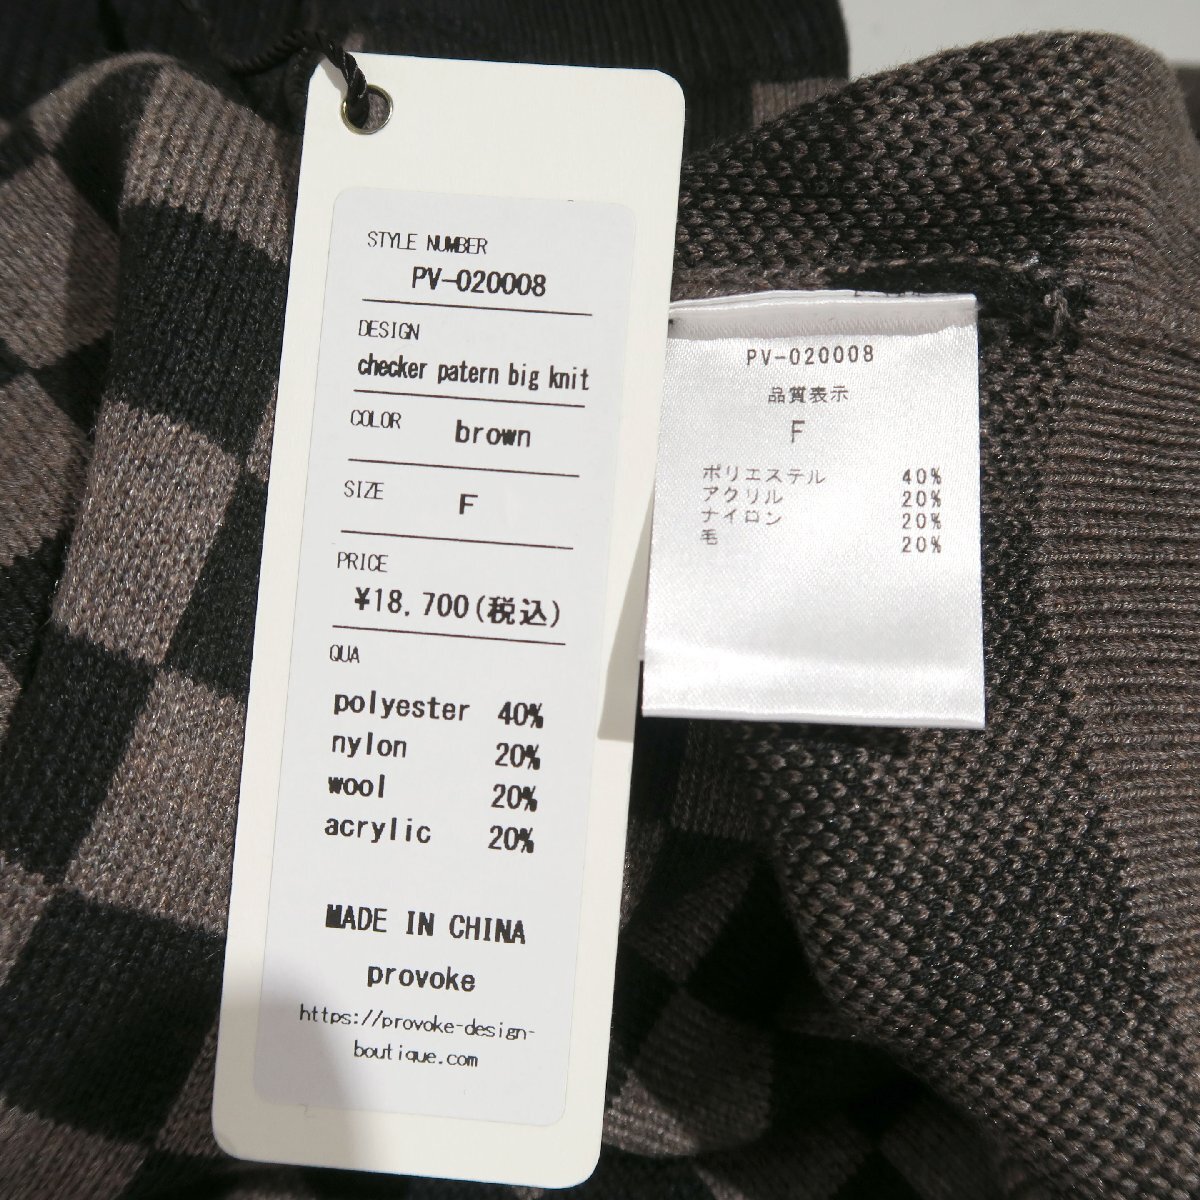 STYLE NUMBER
PV-020008
DESIGN
checker patern big knit
COLOR brown
SIZE F
PRICE
¥18,700(税込)
QUA
polyester 40%
nylon 20%
wool 20%
acrylic 20%
MADE IN CHINA
provoke
https://provoke-design-
boutique.com
PV-020008
品質表示
F
ポリエステル 40%
アクリル 20%
ナイロン 20%
毛 20%